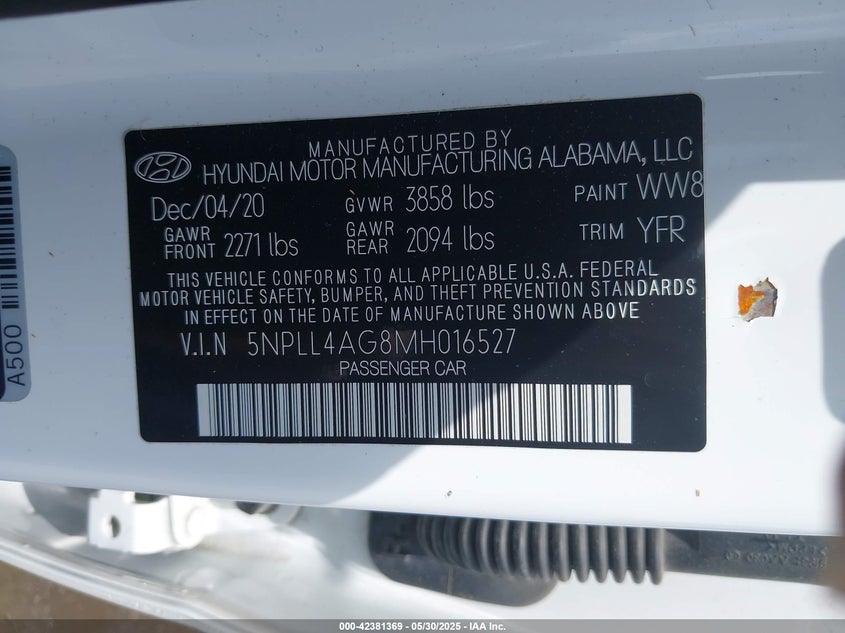 MANUFACTURED BY
HYUNDAI MOTOR MANUFACTURING ALABAMA, LLC
Dec/04/20 GVWR 3858 lbs PAINT WW8
GAWR FRONT 2271 lbs GAWR REAR 2094 lbs TRIM YFR
THIS VEHICLE CONFORMS TO ALL APPLICABLE U.S.A. FEDERAL
MOTOR VEHICLE SAFETY, BUMPER, AND THEFT PREVENTION STANDARDS
IN EFFECT ON THE DATE OF MANUFACTURE SHOWN ABOVE
V.I.N 5NPLL4AG8MH016527
PASSENGER CAR
A500
000-42381369 - 05/30/2025 - IAA Inc.